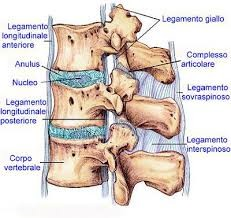 Legamento
longitudinale
anteriore
Anulus
Nucleo
Legamento
longitudinale
posteriore
Corpo
vertebrale
Legamento giallo
Complesso
articolare
Legamento
sovraspinoso
Legamento
interspinoso